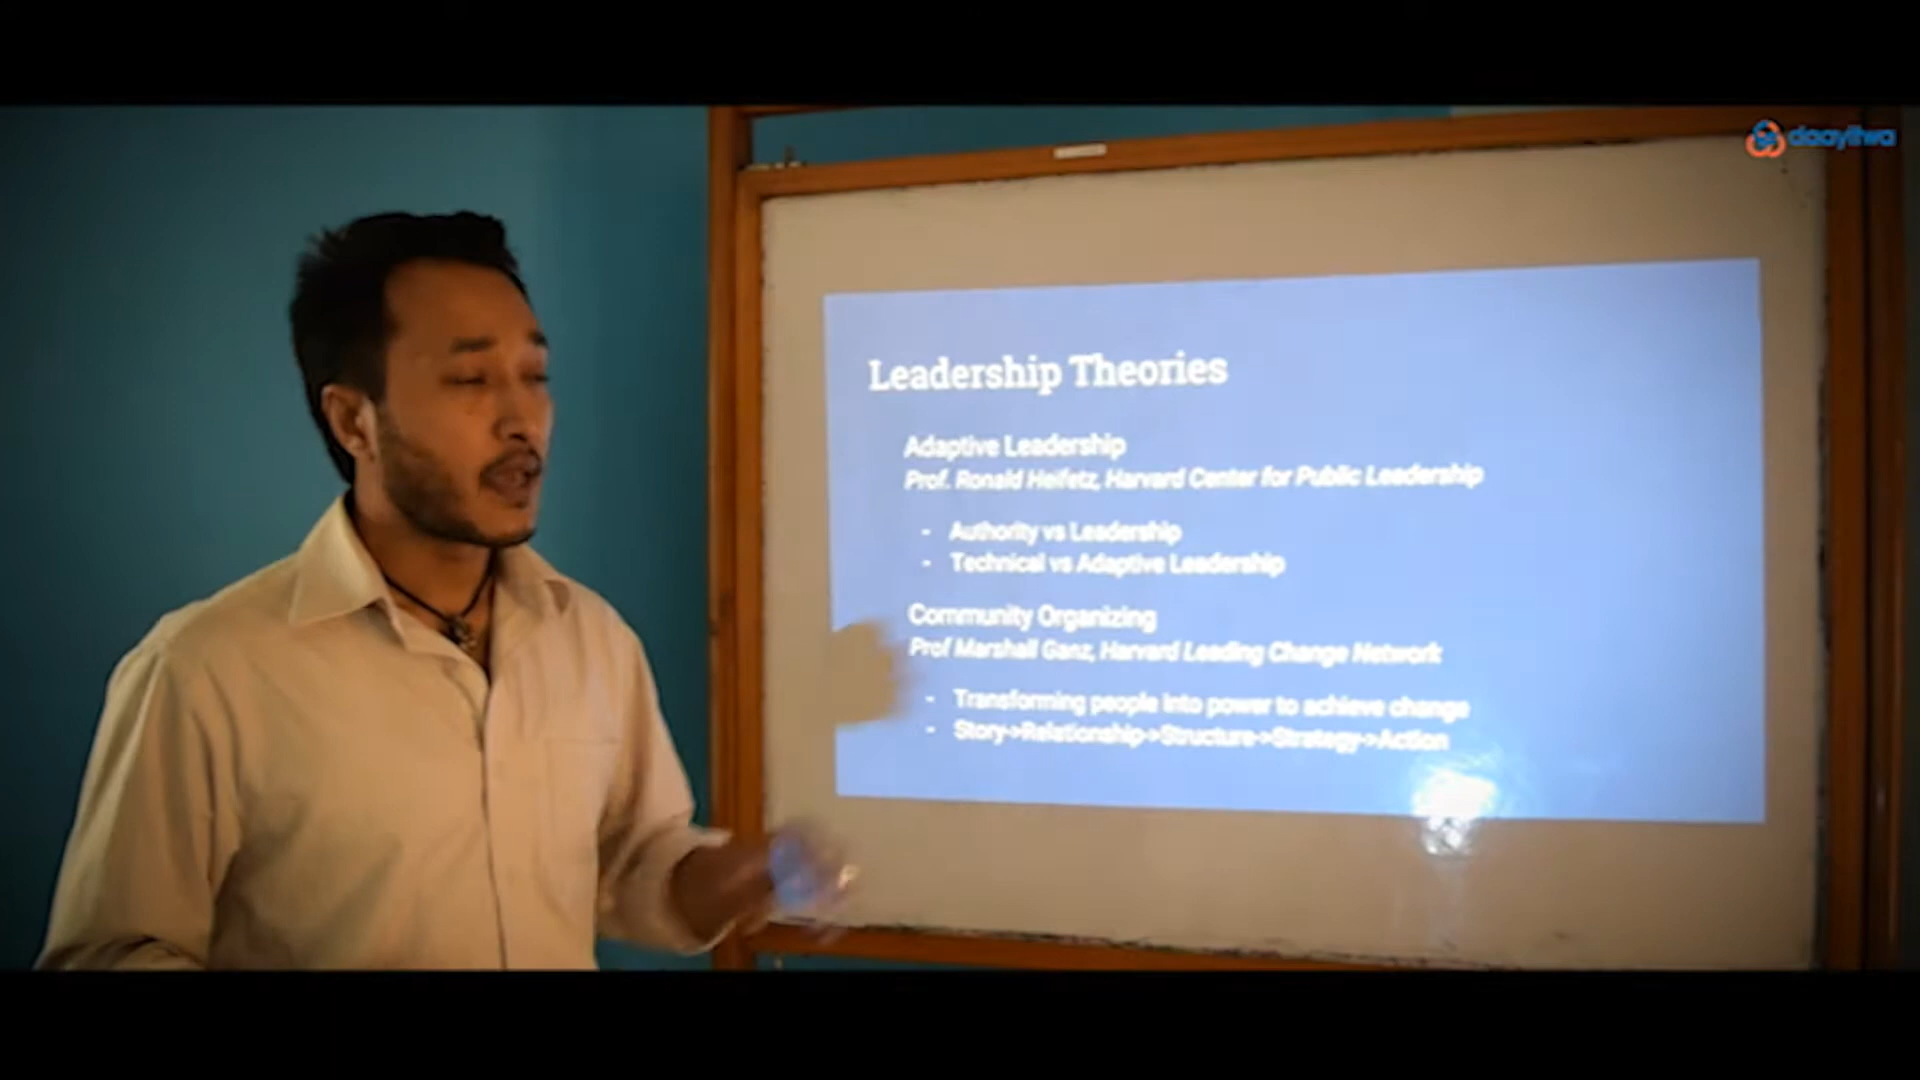 daayitwa
Leadership Theories
Adaptive Leadership
Prof. Ronald Heifetz, Harvard Center for Public Leadership
- Authority vs Leadership
- Technical vs Adaptive Leadership
Community Organizing
Prof Marshall Ganz, Harvard Leading Change Network
- Transforming people into power to achieve change
- Story->Relationship->Structure->Strategy->Action